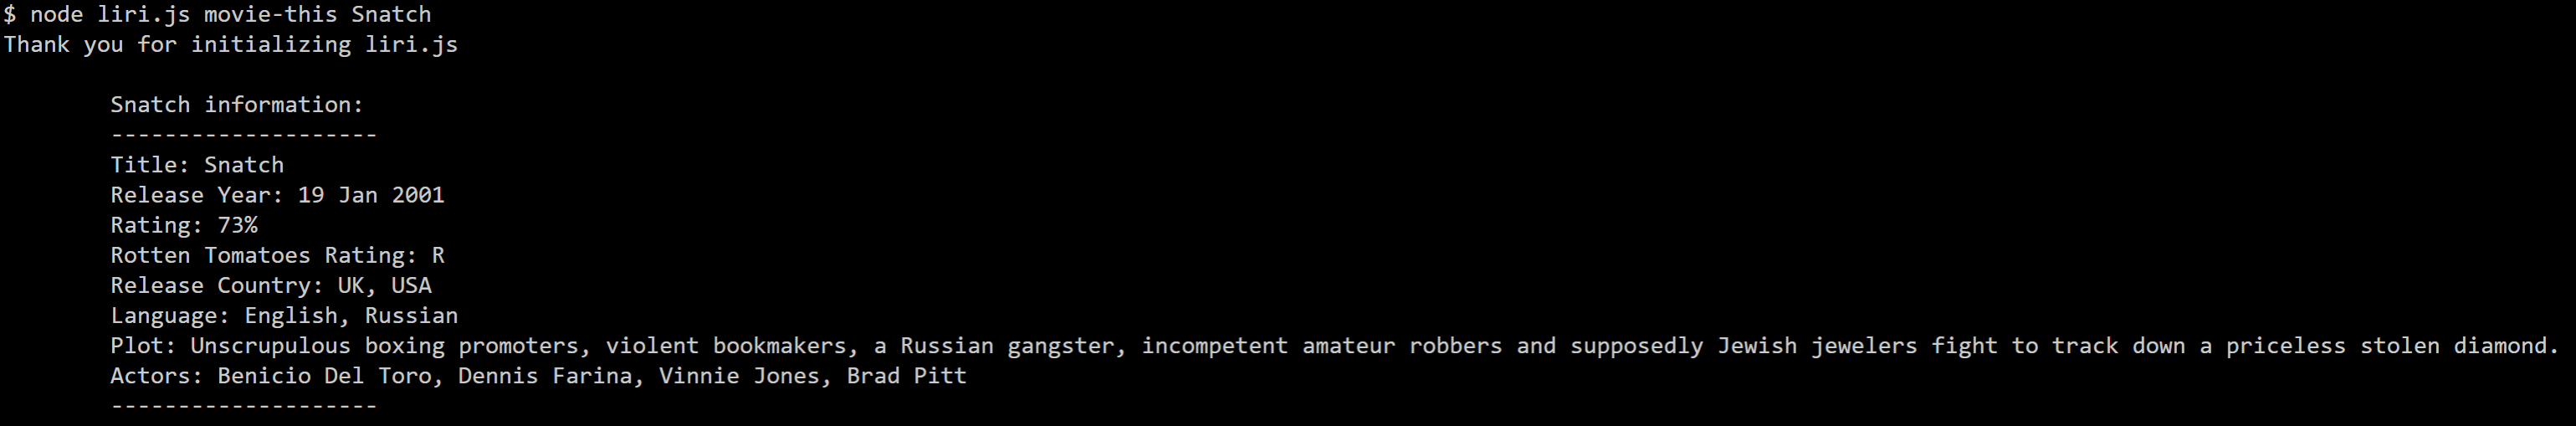 $ node liri.js movie-this Snatch
Thank you for initializing liri.js
Snatch information:
--------------------
Title: Snatch
Release Year: 19 Jan 2001
Rating: 73%
Rotten Tomatoes Rating: R
Release Country: UK, USA
Language: English, Russian
Plot: Unscrupulous boxing promoters, violent bookmakers, a Russian gangster, incompetent amateur robbers and supposedly Jewish jewelers fight to track down a priceless stolen diamond.
Actors: Benicio Del Toro, Dennis Farina, Vinnie Jones, Brad Pitt
--------------------